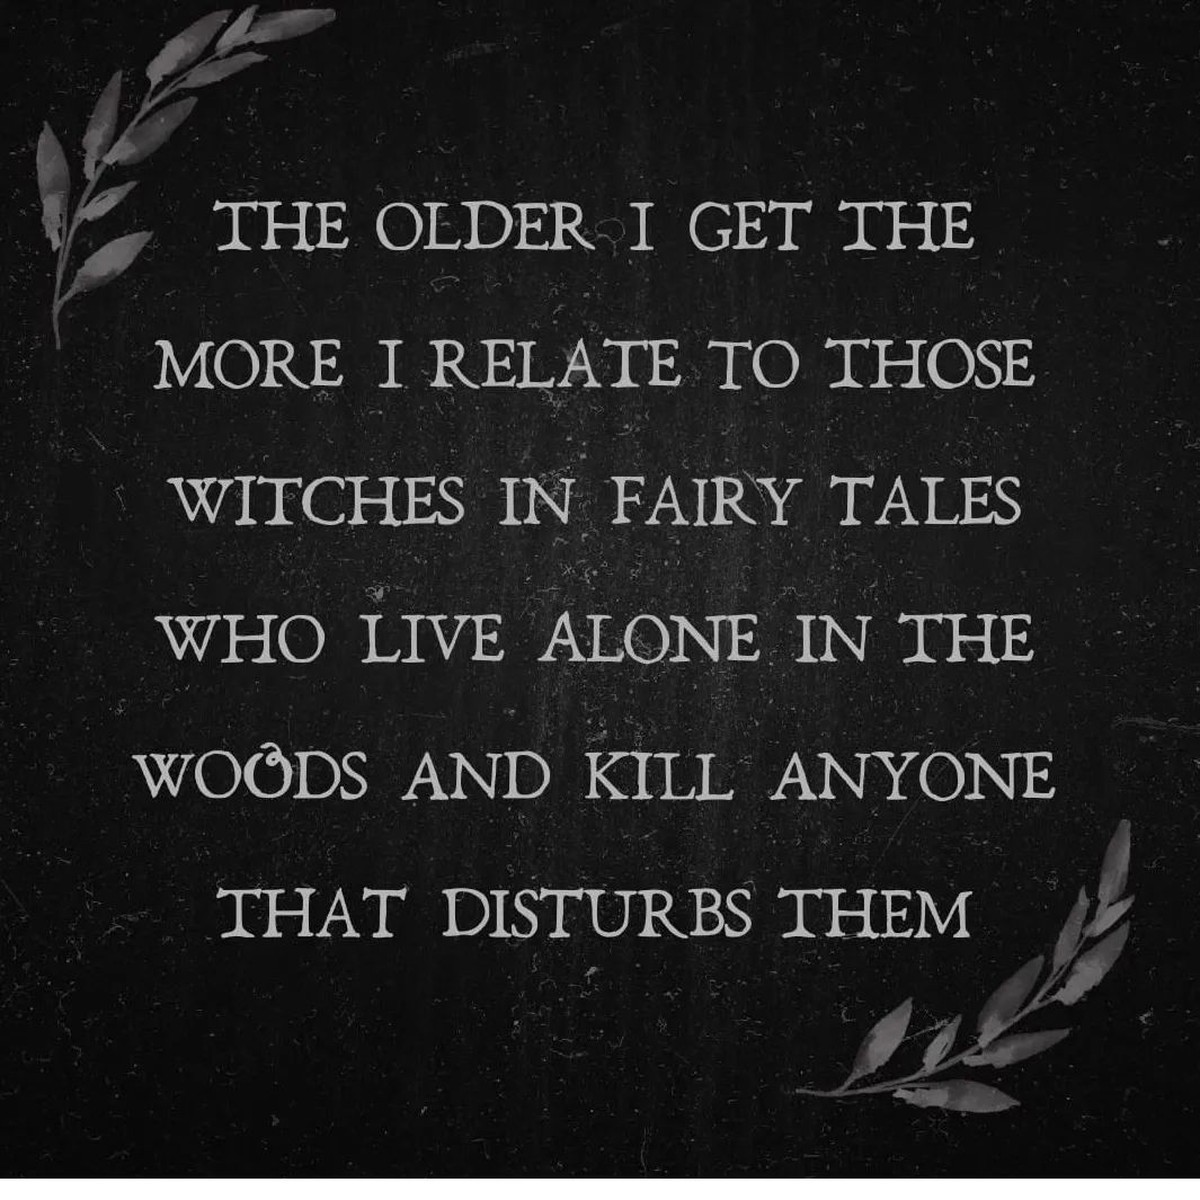 THE OLDER I GET THE
MORE I RELATE TO THOSE
WITCHES IN FAIRY TALES
WHO LIVE ALONE IN THE
WOODS AND KILL ANYONE
THAT DISTURBS THEM